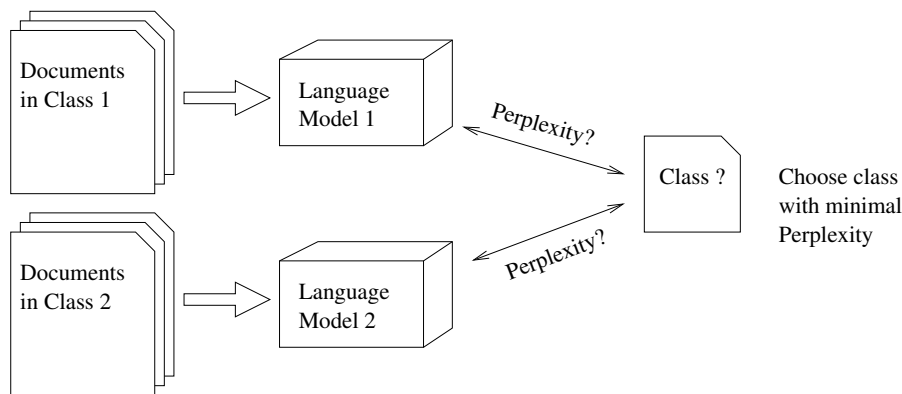 Documents
in Class 1
Language
Model 1
Perplexity?
Class ?
Choose class
with minimal
Perplexity
Perplexity?
Documents
in Class 2
Language
Model 2